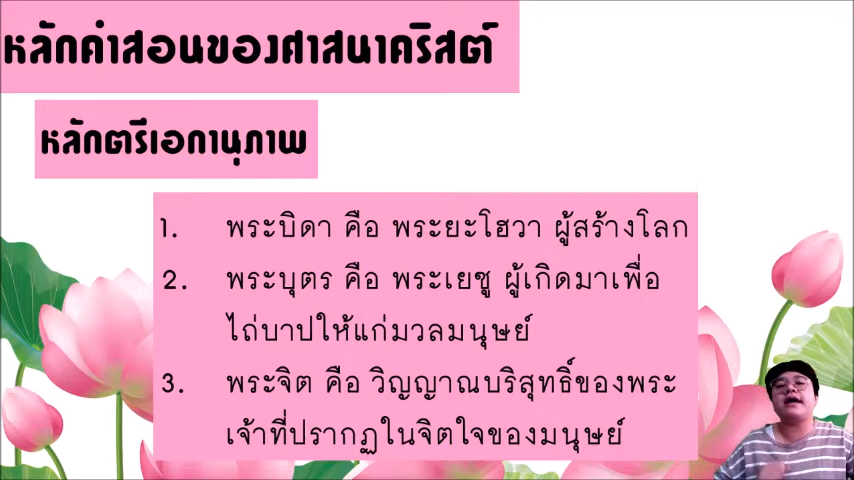 หลักคำสอนของศาสนาคริสต์
หลักตรีเอกานุภาพ
1. พระบิดา คือ พระยะโฮวา ผู้สร้างโลก
2. พระบุตร คือ พระเยซู ผู้เกิดมาเพื่อ
ไถ่บาปให้แก่มวลมนุษย์
3. พระจิต คือ วิญญาณบริสุทธิ์ของพระ
เจ้าที่ปรากฏในจิตใจของมนุษย์